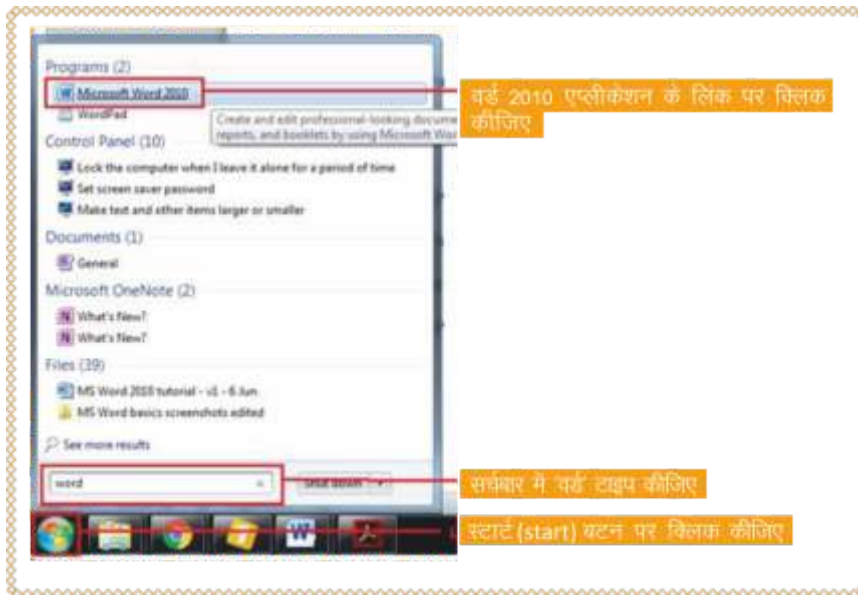 Programs (2)
Microsoft Word 2010
WordPad
Create and edit professional-looking docume
reports, and booklets by using Microsoft Wor
Control Panel (10)
Lock the computer when I leave it alone for a period of time
Set screen saver password
Make text and other items larger or smaller
Documents (1)
General
Microsoft OneNote (2)
What's New?
What's New?
Files (39)
MS Word 2010 tutorial - v1 - 6 Jun
MS Word basics screenshots edited
See more results
word
Shut down
वर्ड 2010 एप्लीकेशन के लिंक पर क्लिक
कीजिए
सर्चबार में 'वर्ड' टाइप कीजिए
स्टार्ट (start) बटन पर क्लिक कीजिए